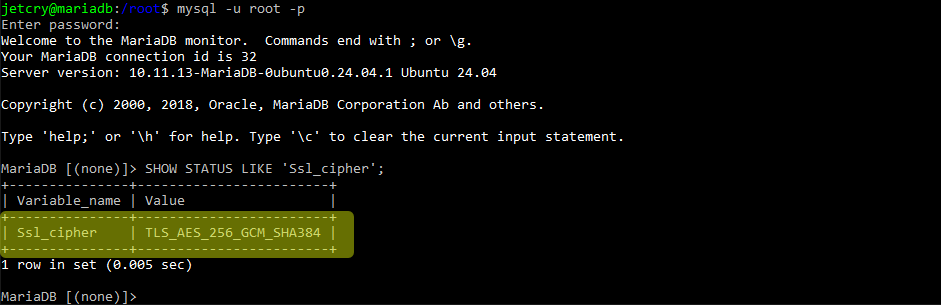 jetcry@mariadb:/root$ mysql -u root -p
Enter password:
Welcome to the MariaDB monitor.  Commands end with ; or \g.
Your MariaDB connection id is 32
Server version: 10.11.13-MariaDB-0ubuntu0.24.04.1 Ubuntu 24.04
Copyright (c) 2000, 2018, Oracle, MariaDB Corporation Ab and others.
Type 'help;' or '\h' for help. Type '\c' to clear the current input statement.
MariaDB [(none)]> SHOW STATUS LIKE 'Ssl_cipher';
+---------------+------------------------+
| Variable_name | Value                  |
+---------------+------------------------+
| Ssl_cipher    | TLS_AES_256_GCM_SHA384 |
+---------------+------------------------+
1 row in set (0.005 sec)
MariaDB [(none)]>